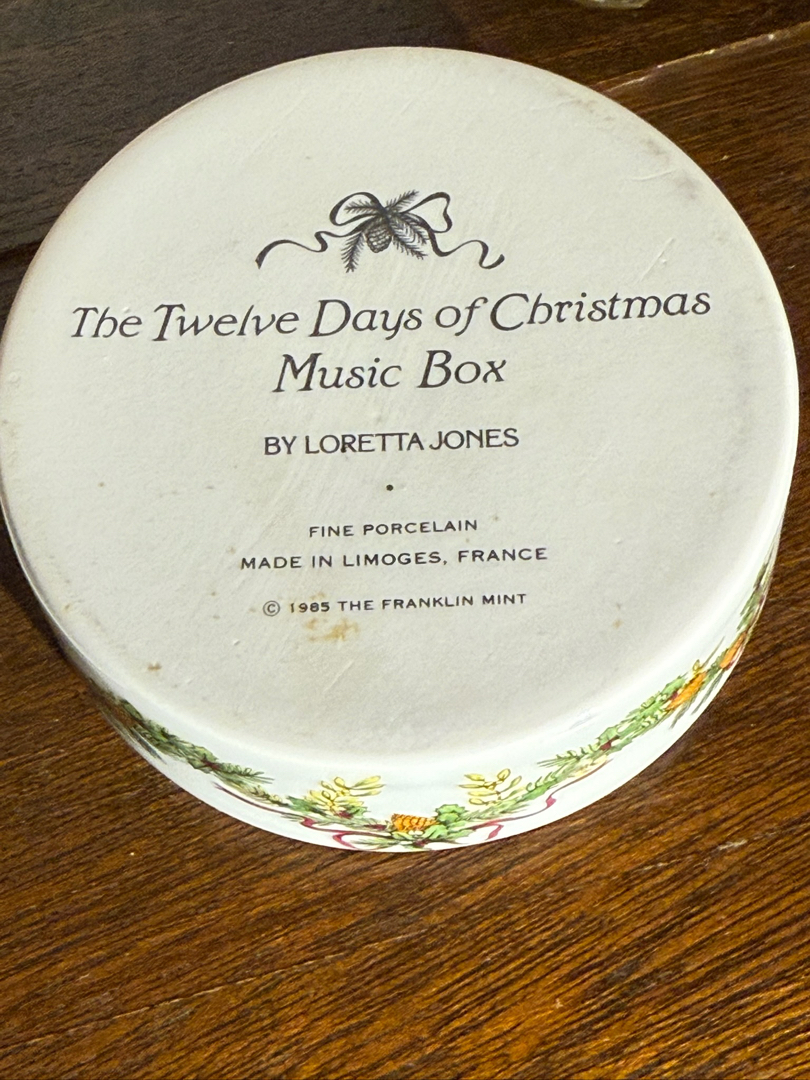 The Twelve Days of Christmas
Music Box
BY LORETTA JONES
•
FINE PORCELAIN
MADE IN LIMOGES, FRANCE
© 1985 THE FRANKLIN MINT